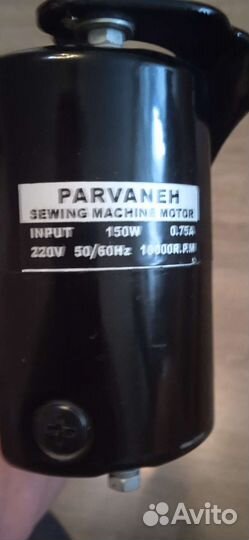 PARVANEH
SEWING MACHINE MOTOR
INPUT 150W 0.75A
220V 50/60Hz 10000R.P.M
Avito